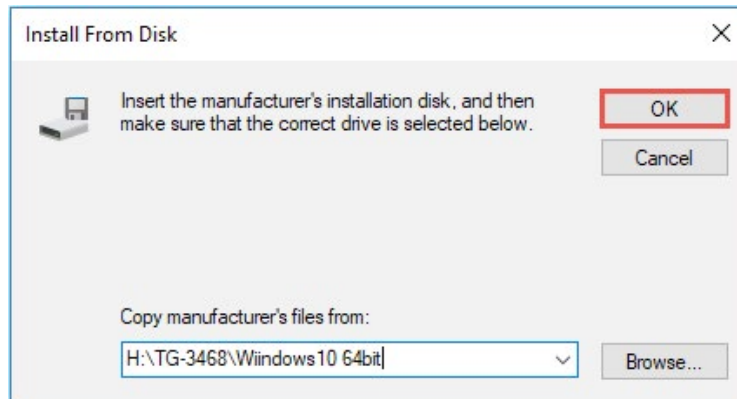 Install From Disk
Insert the manufacturer's installation disk, and then
make sure that the correct drive is selected below.
OK
Cancel
Copy manufacturer's files from:
H:\TG-3468\Wiindows10 64bit
Browse...